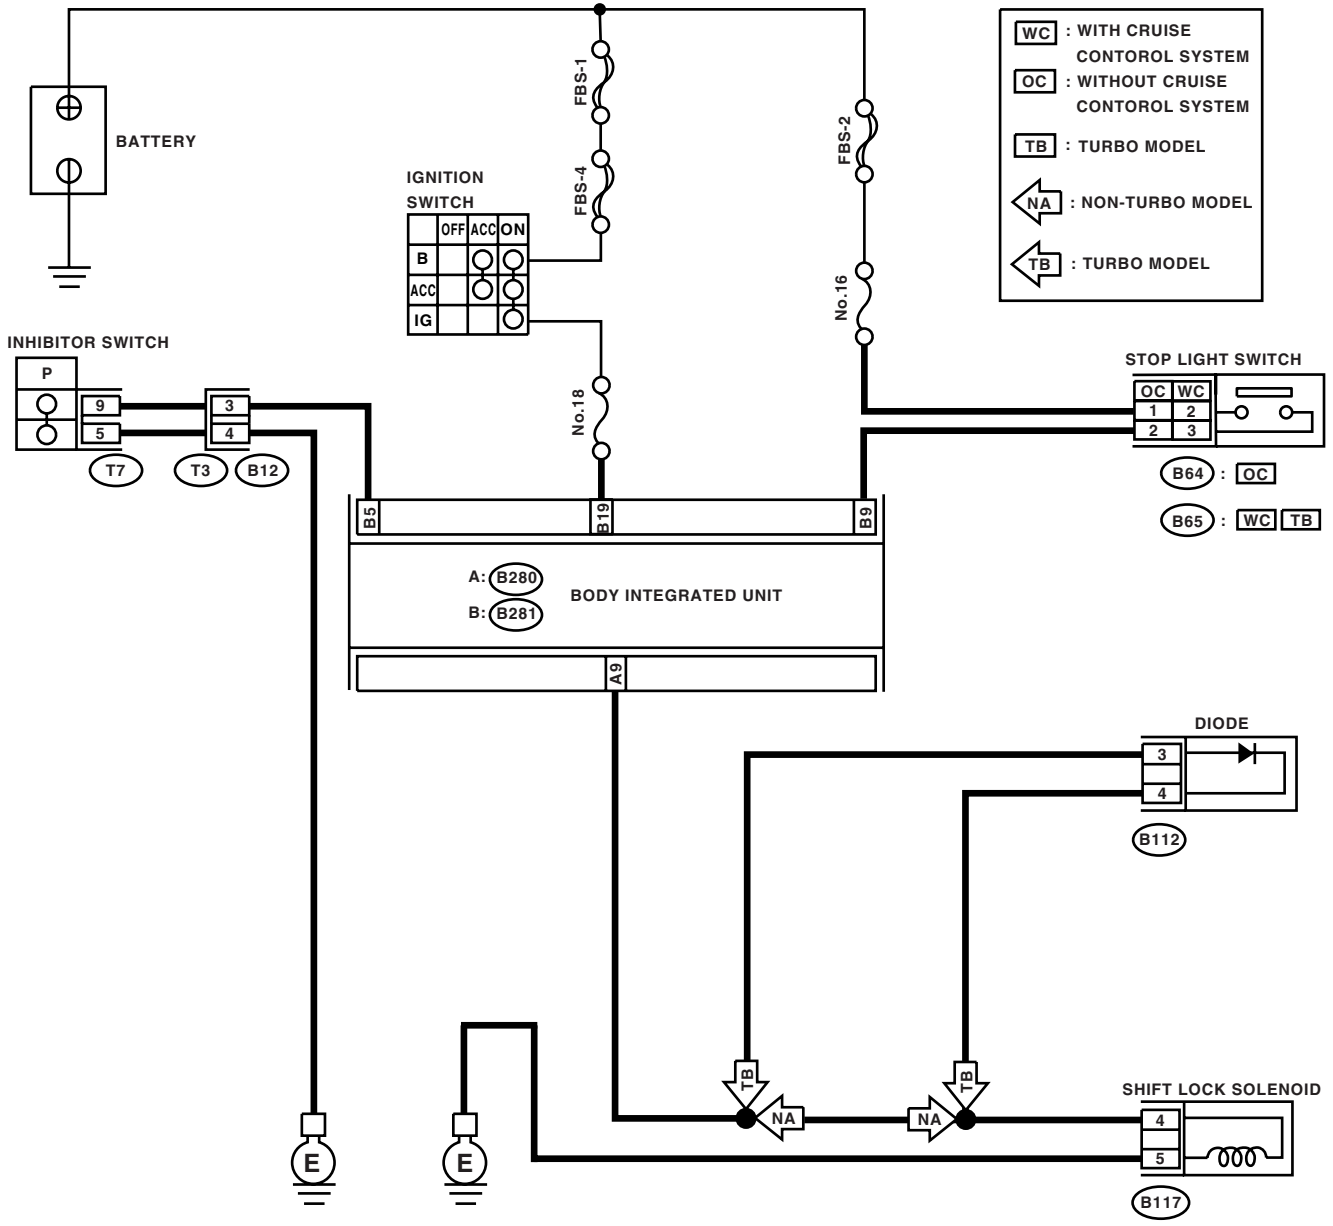 WC : WITH CRUISE
CONTOROL SYSTEM
OC : WITHOUT CRUISE
CONTOROL SYSTEM
TB : TURBO MODEL
NA : NON-TURBO MODEL
TB : TURBO MODEL
BATTERY
FBS-1
FBS-4
FBS-2
No.16
IGNITION
SWITCH
OFF ACC ON
B
ACC
IG
No.18
INHIBITOR SWITCH
P
9
5
3
4
T7
T3
B12
STOP LIGHT SWITCH
OC WC
1 2
2 3
B64 : OC
B65 : WC TB
B5
B19
B9
A: B280
B: B281
BODY INTEGRATED UNIT
A9
DIODE
3
4
B112
TB
TB
NA
NA
SHIFT LOCK SOLENOID
4
5
B117
E
E